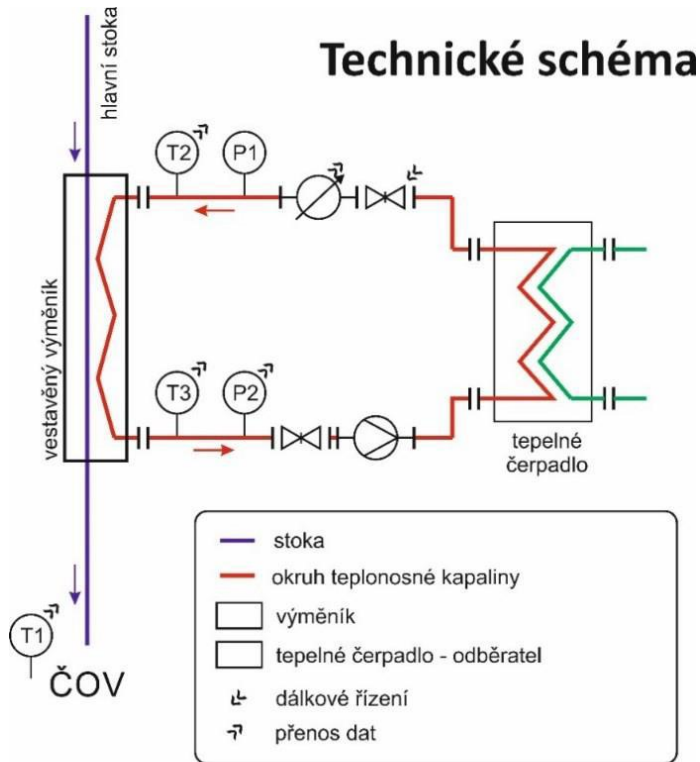 Technické schéma
hlavní stoka
T2
P1
vestavěný výměník
T3
P2
tepelné
čerpadlo
T1
ČOV
stoka
okruh teplonosné kapaliny
výměník
tepelné čerpadlo - odběratel
dálkové řízení
přenos dat